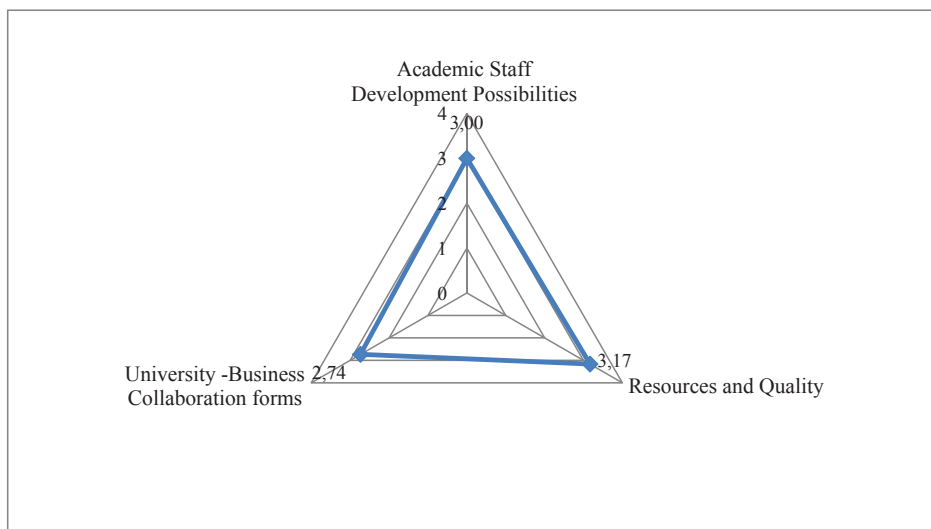 Academic Staff
Development Possibilities
4
3,00
3
2
1
0
3,17
2,74
University -Business
Collaboration forms
Resources and Quality